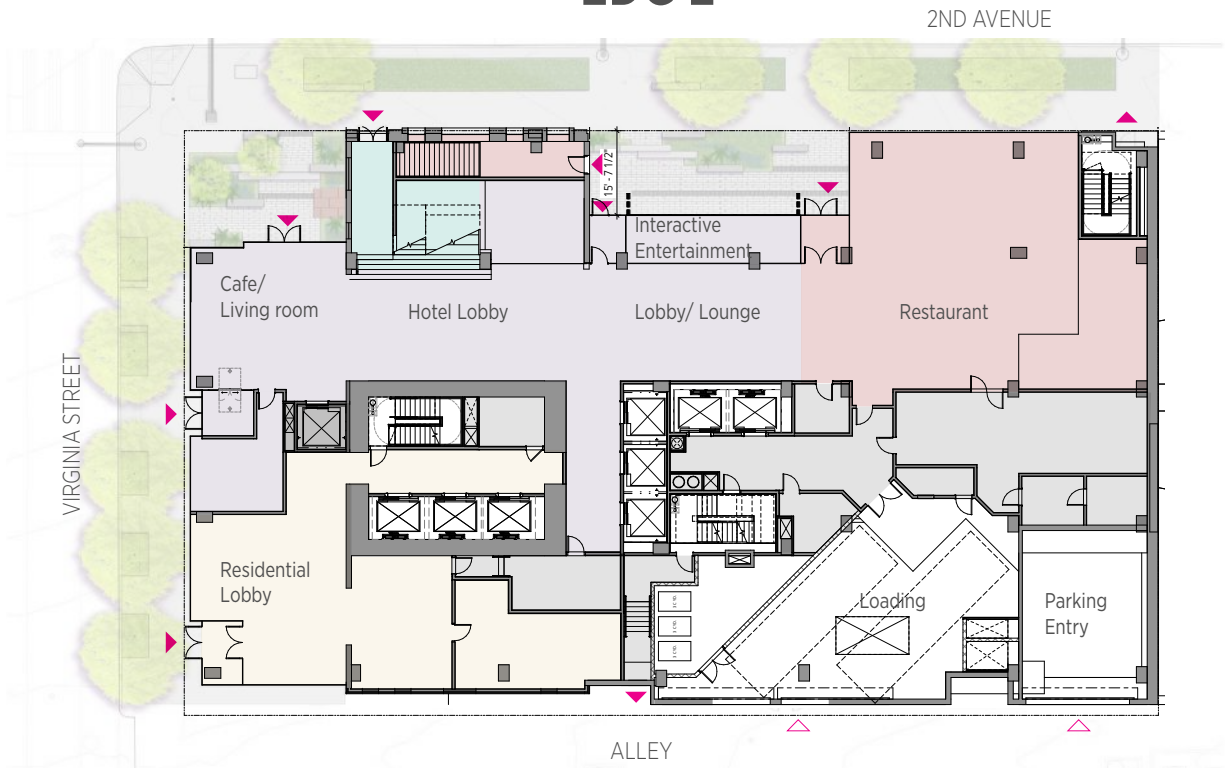 2ND AVENUE
15' - 7 1/2"
Interactive
Entertainment
Cafe/
Living room
Hotel Lobby
Lobby/ Lounge
Restaurant
VIRGINIA STREET
Residential
Lobby
Loading
Parking
Entry
ALLEY